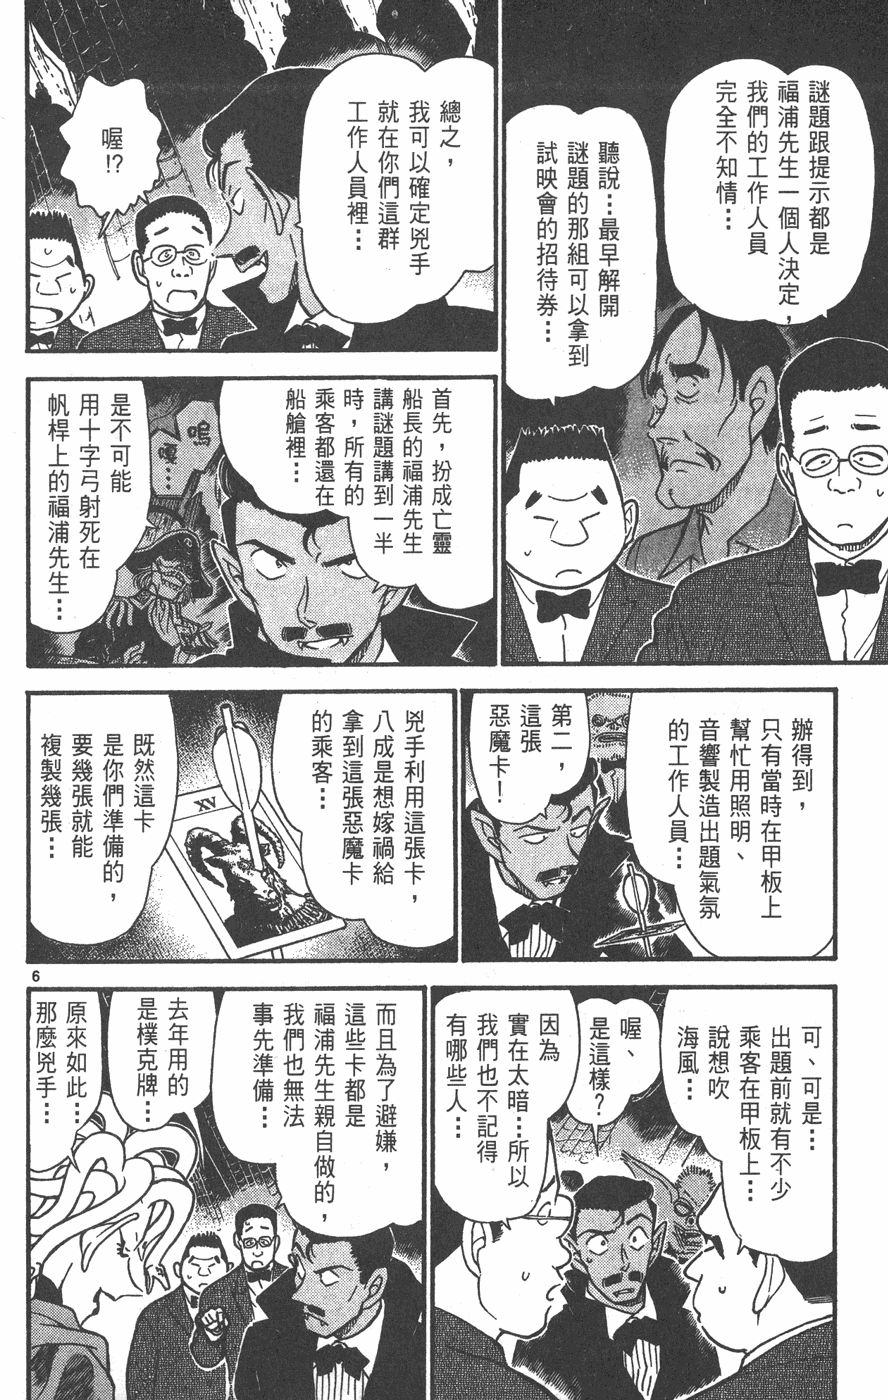 謎題跟提示都是
福浦先生一個人決定，
我們的工作人員
完全不知情…
聽說…最早解開
謎題的那組可以拿到
試映會的招待券…
總之，
我可以確定兇手
就在你們這群
工作人員裡…
喔!?
首先，扮成亡靈
船長的福浦先生
講謎題講到一半
時，所有的
乘客都還在
船艙裡…
嗚
嗄…
是不可能
用十字弓射死在
帆桿上的福浦先生…
辦得到，
只有當時在甲板上
幫忙用照明、
音響製造出題氣氛
的工作人員…
第二，
這張
惡魔卡！
兇手利用這張卡，
八成是想嫁禍給
拿到這張惡魔卡
的乘客…
XV
既然這卡
是你們準備的，
要幾張就能
複製幾張…
6
可、可是…
出題前就有不少
乘客在甲板上…
說想吹
海風…
喔、
是這樣？
因為
實在太暗…所以
我們也不記得
有哪些人…
而且為了避嫌，
這些卡都是
福浦先生親自做的，
我們也無法
事先準備…
去年用的
是樸克牌…
原來如此…
那麼兇手…